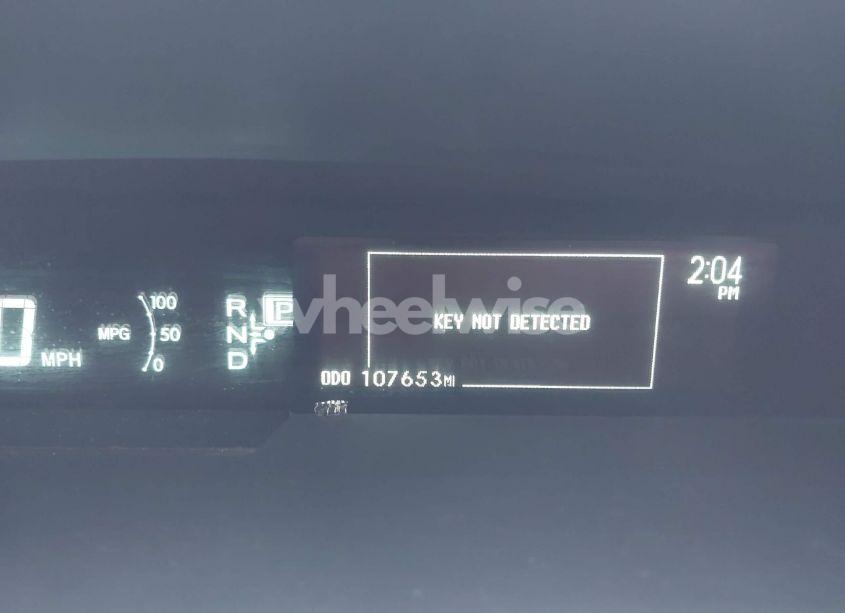 2:04
PM
100
MPG 50
0
MPH
R
P
N
D
F
wheelwise
KEY NOT DETECTED
ODO 107653MI